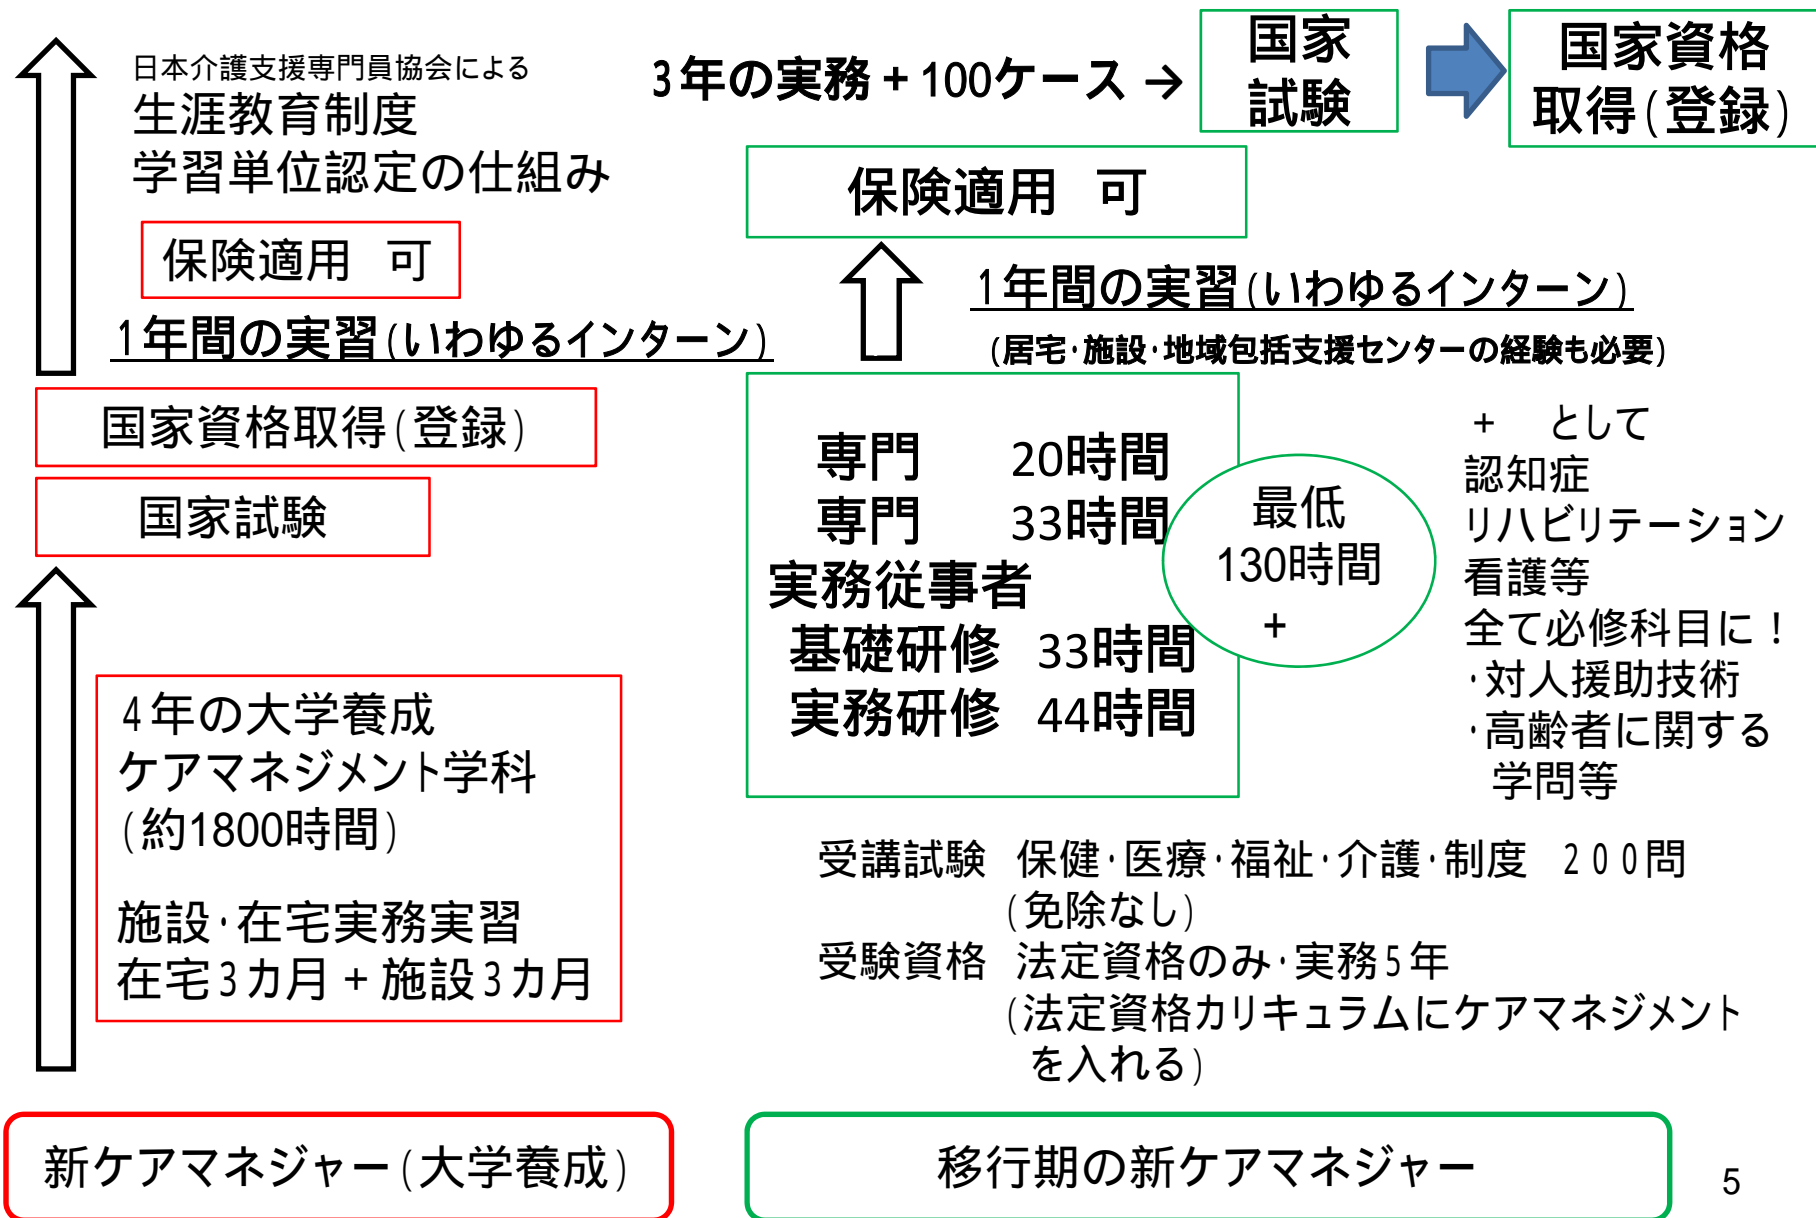 日本介護支援専門員協会による
生涯教育制度
学習単位認定の仕組み
保険適用 可
1年間の実習(いわゆるインターン)
国家資格取得(登録)
国家試験
4年の大学養成
ケアマネジメント学科
(約1800時間)
施設・在宅実務実習
在宅3カ月+施設3カ月
新ケアマネジャー(大学養成)
3年の実務+100ケース→
国家
試験
国家資格
取得(登録)
保険適用 可
1年間の実習(いわゆるインターン)
(居宅・施設・地域包括支援センターの経験も必要)
専門 20時間
専門 33時間
実務従事者
基礎研修 33時間
実務研修 44時間
最低
130時間
+
+ として
認知症
リハビリテーション
看護等
全て必修科目に!
・対人援助技術
・高齢者に関する
学問等
受講試験 保健・医療・福祉・介護・制度 200問
(免除なし)
受験資格 法定資格のみ・実務5年
(法定資格カリキュラムにケアマネジメント
を入れる)
移行期の新ケアマネジャー
5